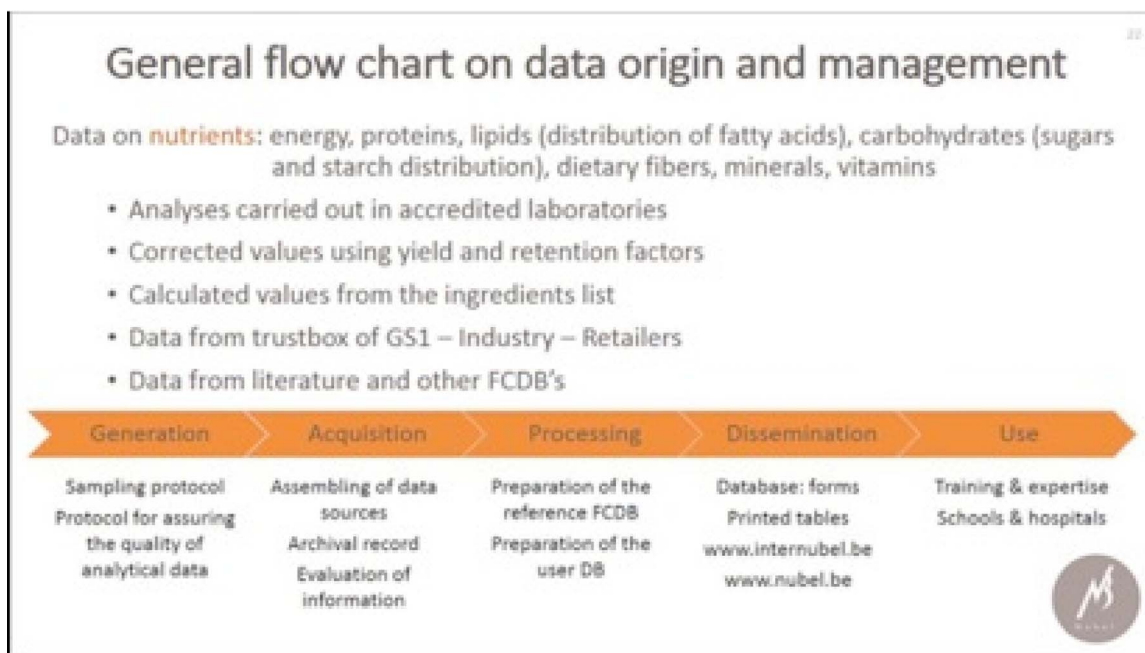 22
General flow chart on data origin and management
Data on nutrients: energy, proteins, lipids (distribution of fatty acids), carbohydrates (sugars
and starch distribution), dietary fibers, minerals, vitamins
• Analyses carried out in accredited laboratories
• Corrected values using yield and retention factors
• Calculated values from the ingredients list
• Data from trustbox of GS1 – Industry – Retailers
• Data from literature and other FCDB's
Generation
Sampling protocol
Protocol for assuring
the quality of
analytical data
Acquisition
Assembling of data
sources
Archival record
Evaluation of
information
Processing
Preparation of the
reference FCDB
Preparation of the
user DB
Dissemination
Database: forms
Printed tables
www.internubel.be
www.nubel.be
Use
Training & expertise
Schools & hospitals
Nubel